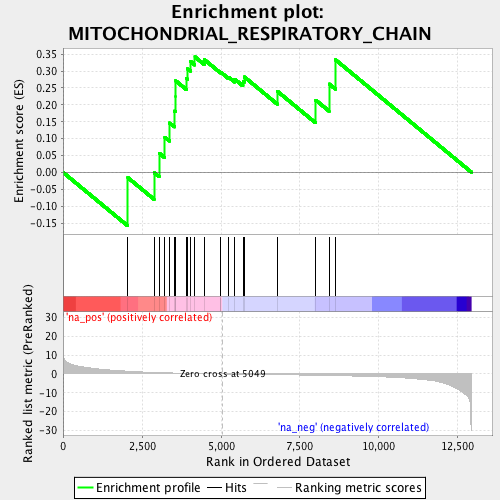 Enrichment plot:
MITOCHONDRIAL_RESPIRATORY_CHAIN
Enrichment score (ES)
0.35
0.30
0.25
0.20
0.15
0.10
0.05
0.00
-0.05
-0.10
-0.15
'na_pos' (positively correlated)
Ranked list metric (PreRanked)
30
20
10
0
-10
-20
-30
Zero cross at 5049
'na_neg' (negatively correlated)
0
2,500
5,000
7,500
10,000
12,500
Rank in Ordered Dataset
Enrichment profile
Hits
Ranking metric scores